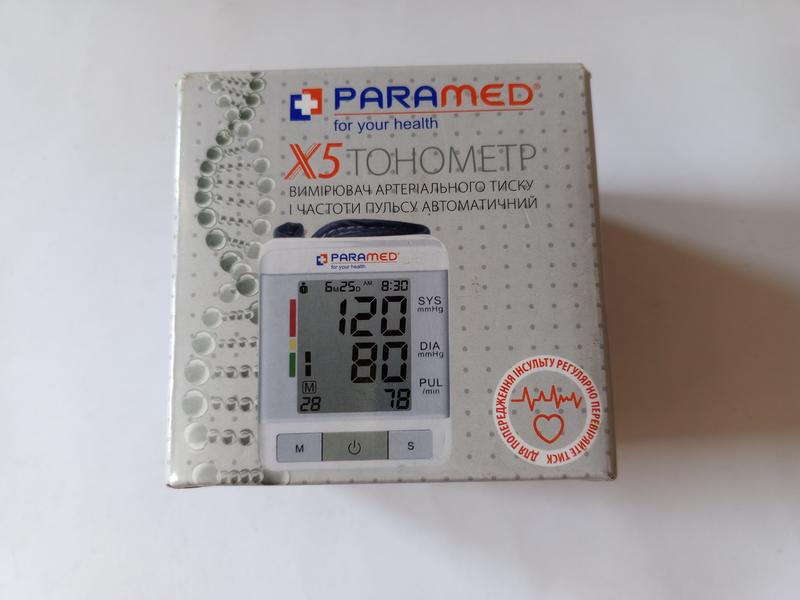 PARAMED®
for your health
X5 ТОНОМЕТР
ВИМІРЮВАЧ АРТЕРІАЛЬНОГО ТИСКУ
І ЧАСТОТИ ПУЛЬСУ АВТОМАТИЧНИЙ
PARAMED®
for your health
6M25D AM 8:30
120 SYS
mmHg
1 80 DIA
mmHg
M PUL
28 78 /min
M S
ДЛЯ ПОПЕРЕДЖЕННЯ ІНСУЛЬТУ РЕГУЛЯРНО ПЕРЕВІРЯЙТЕ ТИСК